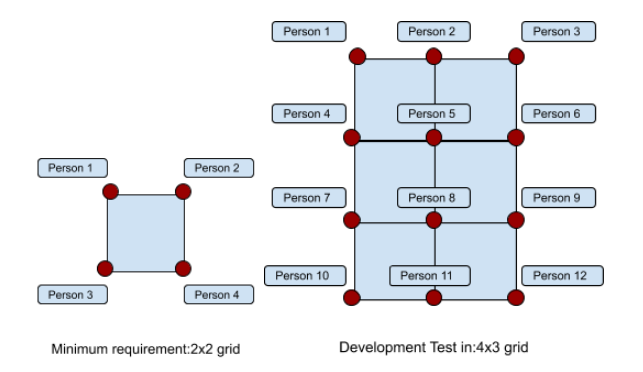 Person 1
Person 2
Person 3
Person 4
Person 5
Person 6
Person 1
Person 2
Person 7
Person 8
Person 9
Person 10
Person 11
Person 12
Person 3
Person 4
Minimum requirement:2x2 grid
Development Test in:4x3 grid